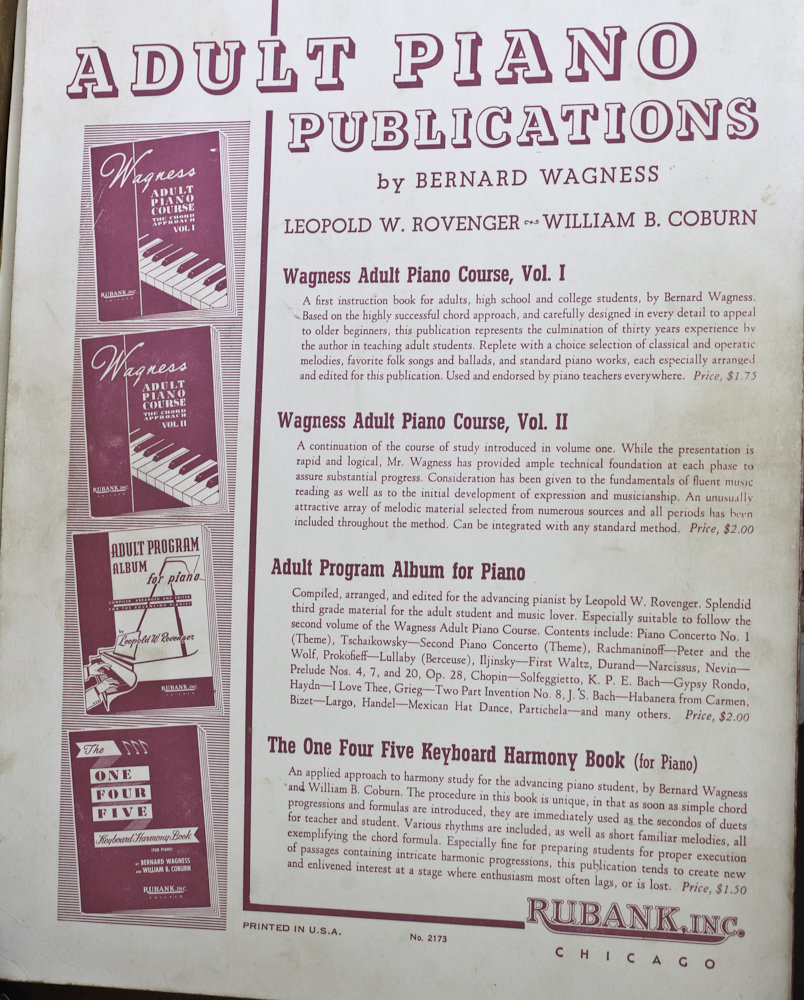 ADULT PIANO
PUBLICATIONS
by BERNARD WAGNESS
LEOPOLD W. ROVENGER WILLIAM B. COBURN
Wagness
ADULT
PIANO
COURSE
THE CHORD
APPROACH
VOL I
RUBANK INC.
CHICAGO
Wagness
ADULT
PIANO
COURSE
THE CHORD
APPROACH
VOL II
RUBANK INC.
CHICAGO
ADULT PROGRAM
ALBUM
for piano
COMPILED ARRANGED AND EDITED
FOR THE ADVANCING PIANIST
by
Leopold W. Rovenger
RUBANK INC.
The
ONE
FOUR
FIVE
Keyboard Harmony Book
(FOR PIANO)
BY BERNARD WAGNESS
AND WILLIAM B. COBURN
RUBANK INC.
CHICAGO
Wagness Adult Piano Course, Vol. I
A first instruction book for adults, high school and college students, by Bernard Wagness.
Based on the highly successful chord approach, and carefully designed in every detail to appeal
to older beginners, this publication represents the culmination of thirty years experience by
the author in teaching adult students. Replete with a choice selection of classical and operatic
melodies, favorite folk songs and ballads, and standard piano works, each especially arranged
and edited for this publication. Used and endorsed by piano teachers everywhere. Price, $1.75
Wagness Adult Piano Course, Vol. II
A continuation of the course of study introduced in volume one. While the presentation is
rapid and logical, Mr. Wagness has provided ample technical foundation at each phase to
assure substantial progress. Consideration has been given to the fundamentals of fluent music
reading as well as to the initial development of expression and musicianship. An unusually
attractive array of melodic material selected from numerous sources and all periods has been
included throughout the method. Can be integrated with any standard method. Price, $2.00
Adult Program Album for Piano
Compiled, arranged, and edited for the advancing pianist by Leopold W. Rovenger. Splendid
third grade material for the adult student and music lover. Especially suitable to follow the
second volume of the Wagness Adult Piano Course. Contents include: Piano Concerto No. 1
(Theme), Tschaikowsky—Second Piano Concerto (Theme), Rachmaninoff—Peter and the
Wolf, Prokofieff—Lullaby (Berceuse), Iljinsky—First Waltz, Durand—Narcissus, Nevin—
Prelude Nos. 4, 7, and 20, Op. 28, Chopin—Solfeggietto, K. P. E. Bach—Gypsy Rondo,
Haydn—I Love Thee, Grieg—Two Part Invention No. 8, J. S. Bach—Habanera from Carmen,
Bizet—Largo, Handel—Mexican Hat Dance, Partichela—and many others. Price, $2.00
The One Four Five Keyboard Harmony Book (for Piano)
An applied approach to harmony study for the advancing piano student, by Bernard Wagness
and William B. Coburn. The procedure in this book is unique, in that as soon as simple chord
progressions and formulas are introduced, they are immediately used as the secondos of duets
for teacher and student. Various rhythms are included, as well as short familiar melodies, all
exemplifying the chord formula. Especially fine for preparing students for proper execution
of passages containing intricate harmonic progressions, this publication tends to create new
and enlivened interest at a stage where enthusiasm most often lags, or is lost. Price, $1.50
RUBANK, INC.
CHICAGO
PRINTED IN U.S.A.
No. 2173